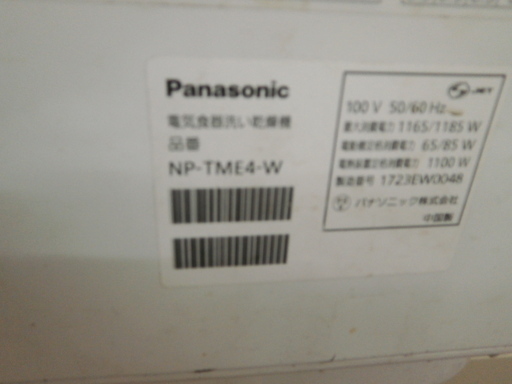 Panasonic
電気食器洗い乾燥機
品番
NP-TME4-W
JET
100 V 50/60 Hz
最大消費電力 1165/1185 W
電動機定格消費電力 65/85 W
電熱装置定格消費電力 1100 W
製造番号 1723EW0048
パナソニック株式会社
中国製